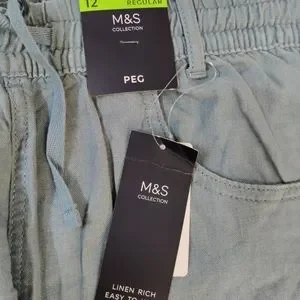 12
REGULAR
M&S
COLLECTION
PEG
M&S
COLLECTION
LINEN RICH
EASY TO